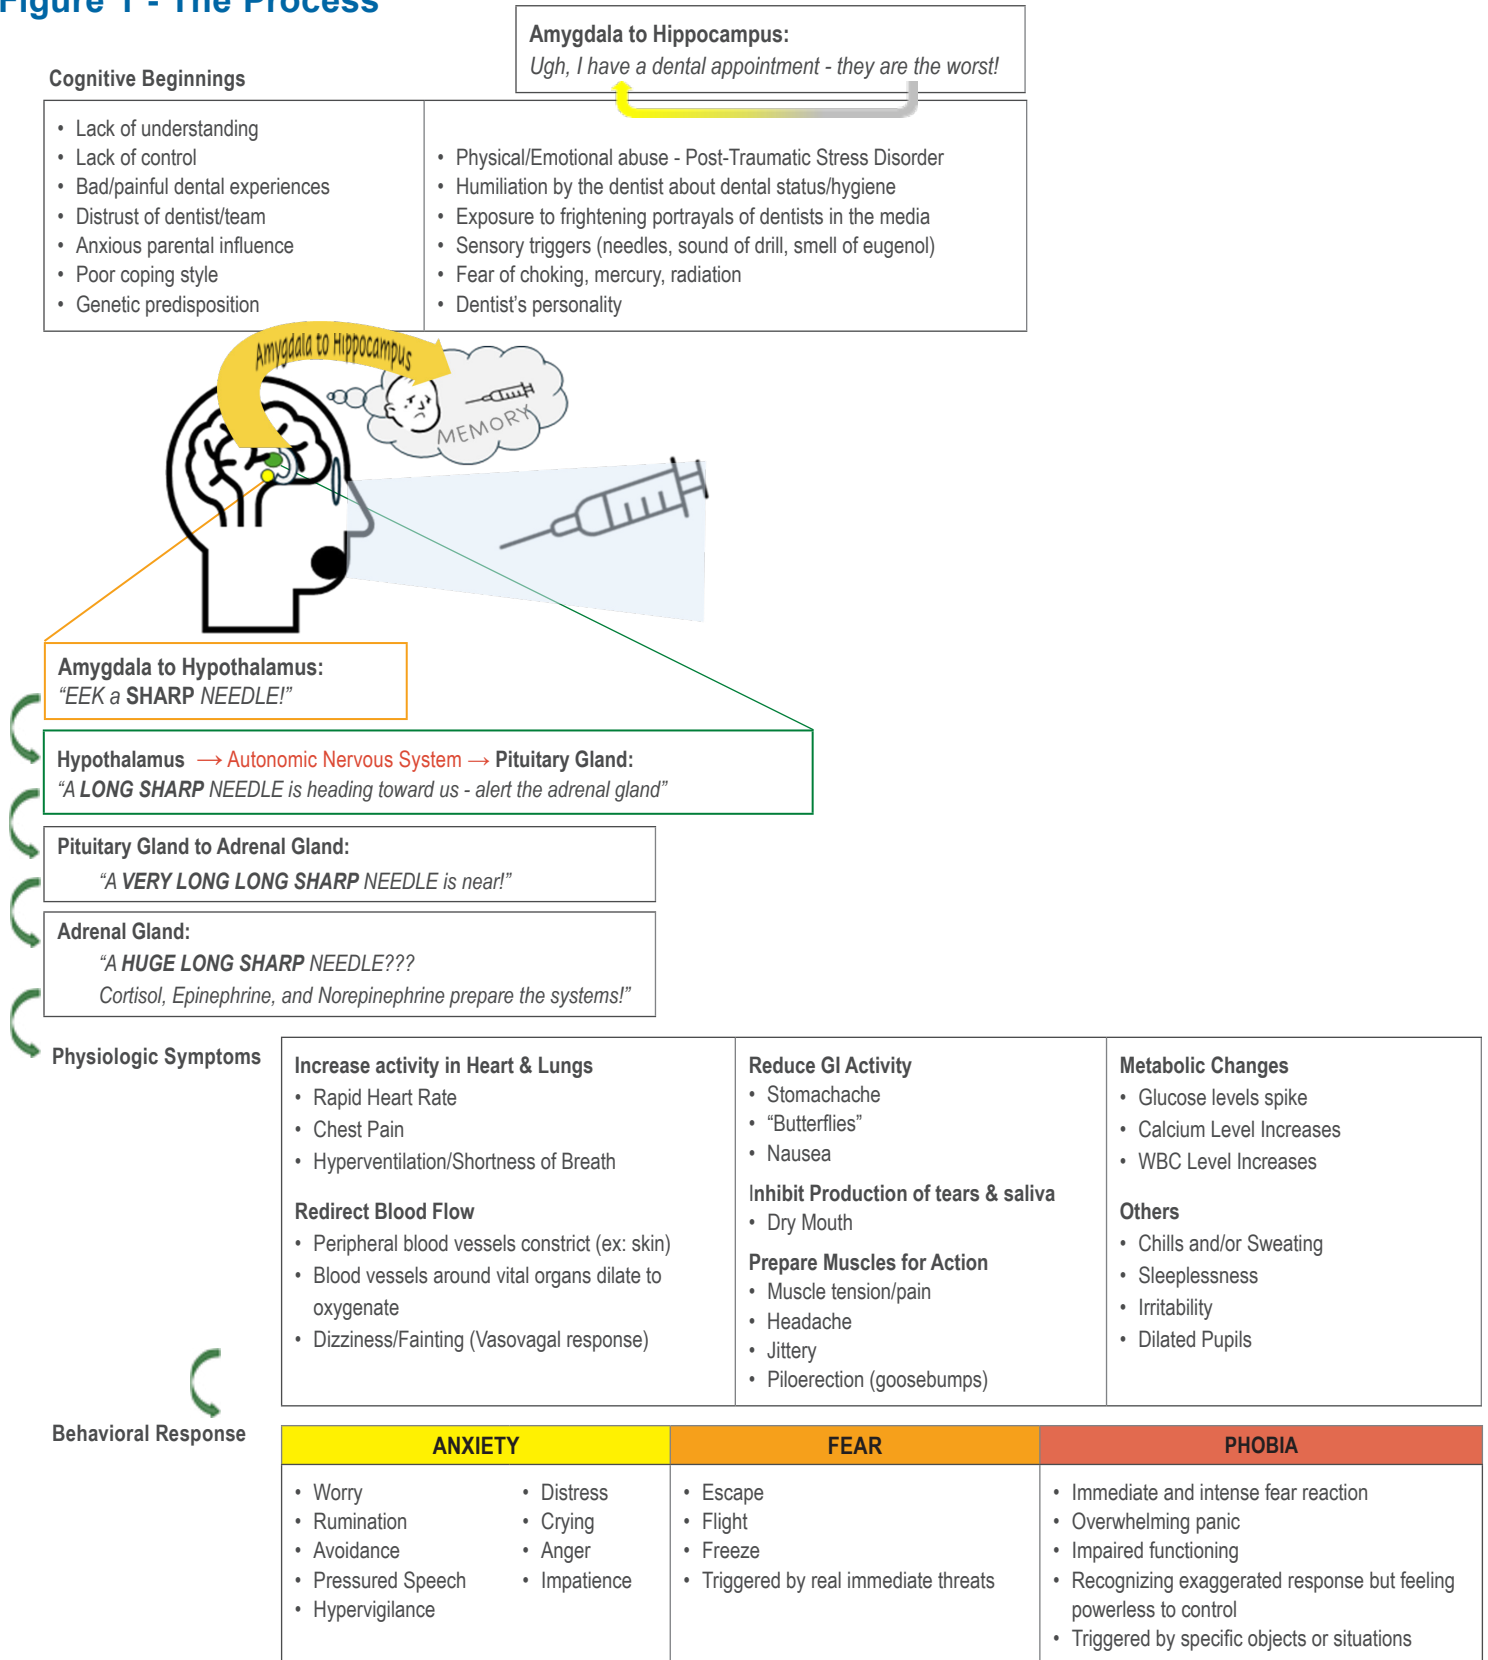 Figure 1 - The Process
Amygdala to Hippocampus:
Ugh, I have a dental appointment - they are the worst!
Cognitive Beginnings
• Lack of understanding
• Lack of control
• Bad/painful dental experiences
• Distrust of dentist/team
• Anxious parental influence
• Poor coping style
• Genetic predisposition
• Physical/Emotional abuse - Post-Traumatic Stress Disorder
• Humiliation by the dentist about dental status/hygiene
• Exposure to frightening portrayals of dentists in the media
• Sensory triggers (needles, sound of drill, smell of eugenol)
• Fear of choking, mercury, radiation
• Dentist's personality
Amygdala to Hippocampus
MEMORY
Amygdala to Hypothalamus:
“EEK a SHARP NEEDLE!”
Hypothalamus → Autonomic Nervous System → Pituitary Gland:
“A LONG SHARP NEEDLE is heading toward us - alert the adrenal gland”
Pituitary Gland to Adrenal Gland:
“A VERY LONG LONG SHARP NEEDLE is near!”
Adrenal Gland:
“A HUGE LONG SHARP NEEDLE???
Cortisol, Epinephrine, and Norepinephrine prepare the systems!”
Physiologic Symptoms
Increase activity in Heart & Lungs
• Rapid Heart Rate
• Chest Pain
• Hyperventilation/Shortness of Breath
Redirect Blood Flow
• Peripheral blood vessels constrict (ex: skin)
• Blood vessels around vital organs dilate to
oxygenate
• Dizziness/Fainting (Vasovagal response)
Reduce GI Activity
• Stomachache
• “Butterflies”
• Nausea
Inhibit Production of tears & saliva
• Dry Mouth
Prepare Muscles for Action
• Muscle tension/pain
• Headache
• Jittery
• Piloerection (goosebumps)
Metabolic Changes
• Glucose levels spike
• Calcium Level Increases
• WBC Level Increases
Others
• Chills and/or Sweating
• Sleeplessness
• Irritability
• Dilated Pupils
Behavioral Response
ANXIETY
• Worry
• Rumination
• Avoidance
• Pressured Speech
• Hypervigilance
• Distress
• Crying
• Anger
• Impatience
FEAR
• Escape
• Flight
• Freeze
• Triggered by real immediate threats
PHOBIA
• Immediate and intense fear reaction
• Overwhelming panic
• Impaired functioning
• Recognizing exaggerated response but feeling
powerless to control
• Triggered by specific objects or situations